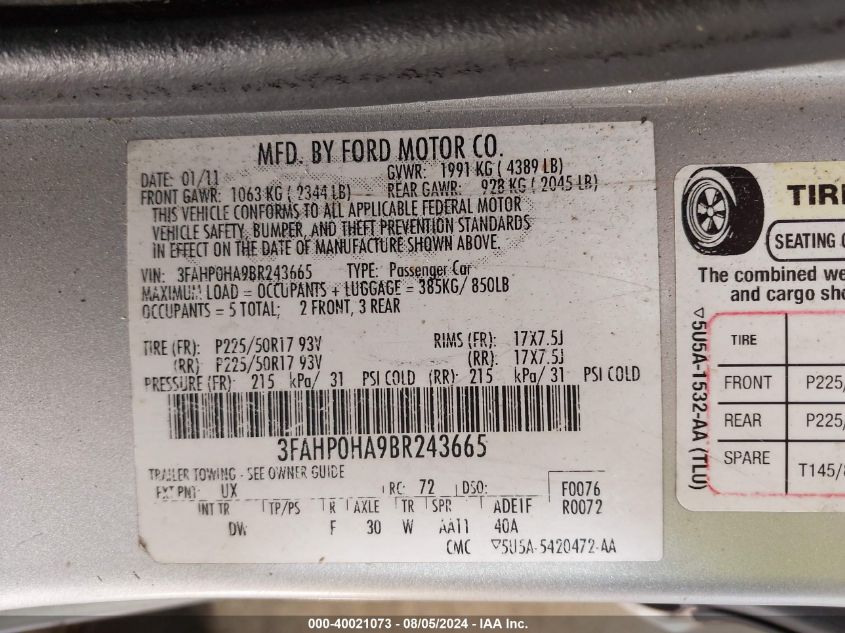 MFD. BY FORD MOTOR CO.
DATE: 01/11 GVWR: 1991 KG ( 4389 LB)
FRONT GAWR: 1063 KG ( 2344 LB) REAR GAWR: 928 KG ( 2045 LB)
THIS VEHICLE CONFORMS TO ALL APPLICABLE FEDERAL MOTOR
VEHICLE SAFETY, BUMPER, AND THEFT PREVENTION STANDARDS
IN EFFECT ON THE DATE OF MANUFACTURE SHOWN ABOVE.
VIN: 3FAHP0HA9BR243665 TYPE: Passenger Car
MAXIMUM LOAD = OCCUPANTS + LUGGAGE = 385KG/ 850LB
OCCUPANTS = 5 TOTAL; 2 FRONT, 3 REAR
TIRE (FR): P225/50R17 93V RIMS (FR): 17X7.5J
(RR) P225/50R17 93V (RR): 17X7.5J
PRESSURE (FR): 215 kPa/ 31 PSI COLD (RR): 215 kPa/ 31 PSI COLD
3FAHP0HA9BR243665
TRAILER TOWING - SEE OWNER GUIDE
EXT PNT: UX RC: 72 DSO: F0076
INT TR TP/PS R AXLE TR SPR ADE1F R0072
DW F 30 W AA11 40A
CMC ▽5U5A-5420472-AA
TIRE
SEATING
The combined we
and cargo sho
▽5U5A-1532-AA (TLU)
TIRE
FRONT P225/
REAR P225/
SPARE T145/
000-40021073 - 08/05/2024 - IAA Inc.